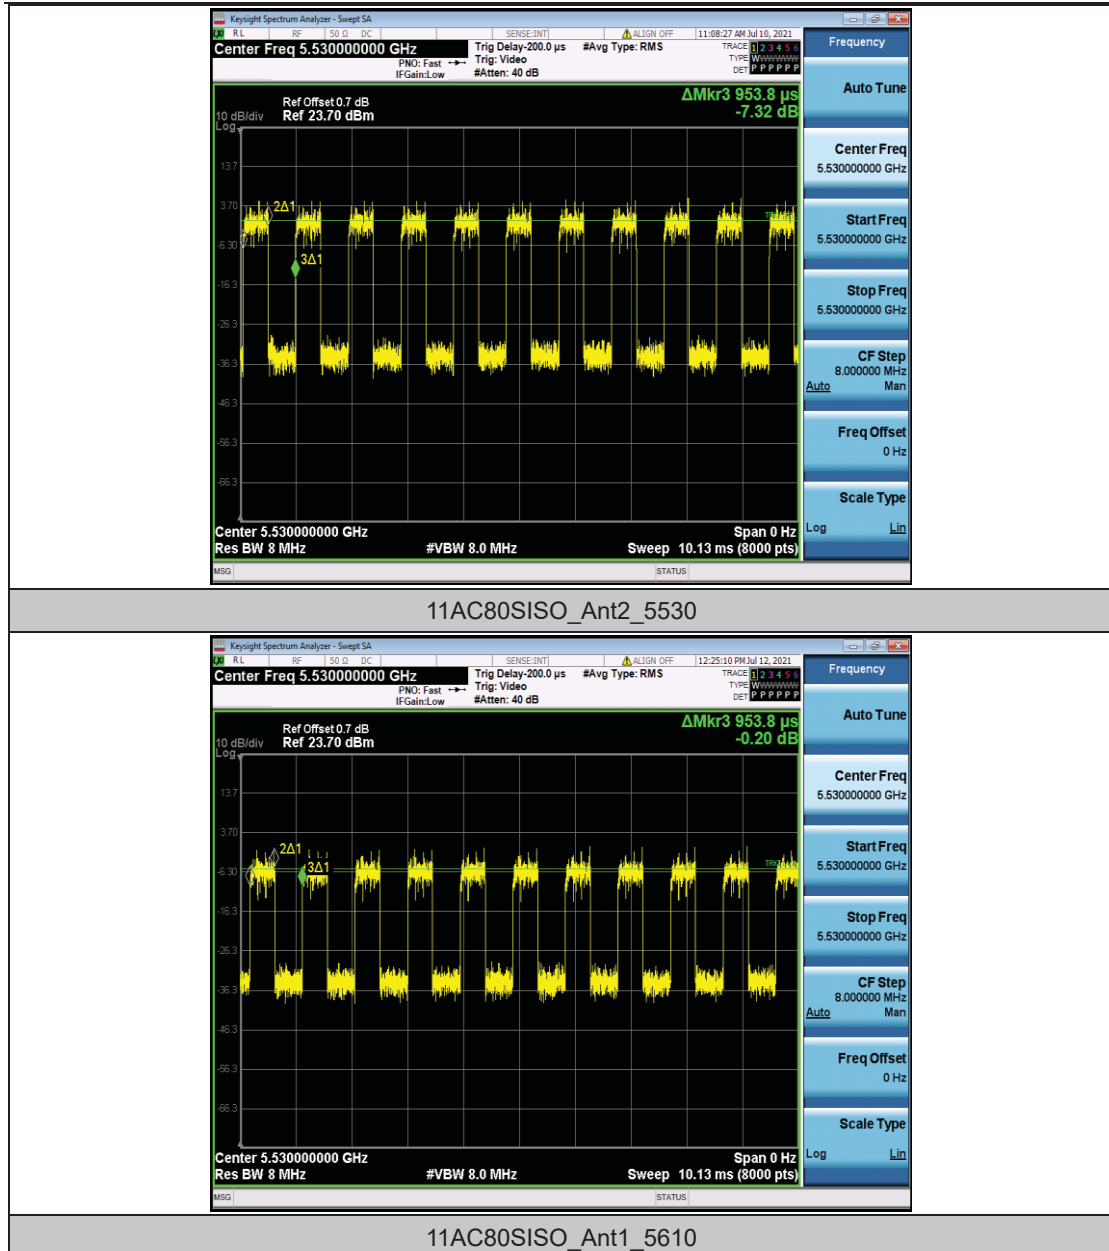 Keysight Spectrum Analyzer - Swept SA
LXI RL RF 50 Ω DC SENSE:INT ALIGN OFF 11:08:27 AM Jul 10, 2021
Center Freq 5.530000000 GHz
Trig Delay-200.0 µs #Avg Type: RMS TRACE 1 2 3 4 5 6
PNO: Fast Trig: Video TYPE WWWWWW
IFGain:Low #Atten: 40 dB DET P P P P P P
Frequency
Auto Tune
Center Freq
5.530000000 GHz
Start Freq
5.530000000 GHz
Stop Freq
5.530000000 GHz
CF Step
8.000000 MHz
Auto Man
Freq Offset
0 Hz
Scale Type
Log Lin
ΔMkr3 953.8 µs
-7.32 dB
Ref Offset 0.7 dB
10 dB/div Ref 23.70 dBm
Log
13.7
3.70
-6.30
-16.3
-26.3
-36.3
-46.3
-56.3
-66.3
2Δ1
3Δ1
Center 5.530000000 GHz Span 0 Hz
Res BW 8 MHz #VBW 8.0 MHz Sweep 10.13 ms (8000 pts)
MSG STATUS
11AC80SISO_Ant2_5530
Keysight Spectrum Analyzer - Swept SA
LXI RL RF 50 Ω DC SENSE:INT ALIGN OFF 12:25:10 PM Jul 12, 2021
Center Freq 5.530000000 GHz
Trig Delay-200.0 µs #Avg Type: RMS TRACE 1 2 3 4 5 6
PNO: Fast Trig: Video TYPE WWWWWW
IFGain:Low #Atten: 40 dB DET P P P P P P
Frequency
Auto Tune
Center Freq
5.530000000 GHz
Start Freq
5.530000000 GHz
Stop Freq
5.530000000 GHz
CF Step
8.000000 MHz
Auto Man
Freq Offset
0 Hz
Scale Type
Log Lin
ΔMkr3 953.8 µs
-0.20 dB
Ref Offset 0.7 dB
10 dB/div Ref 23.70 dBm
Log
13.7
3.70
-6.30
-16.3
-26.3
-36.3
-46.3
-56.3
-66.3
2Δ1
3Δ1
Center 5.530000000 GHz Span 0 Hz
Res BW 8 MHz #VBW 8.0 MHz Sweep 10.13 ms (8000 pts)
MSG STATUS
11AC80SISO_Ant1_5610